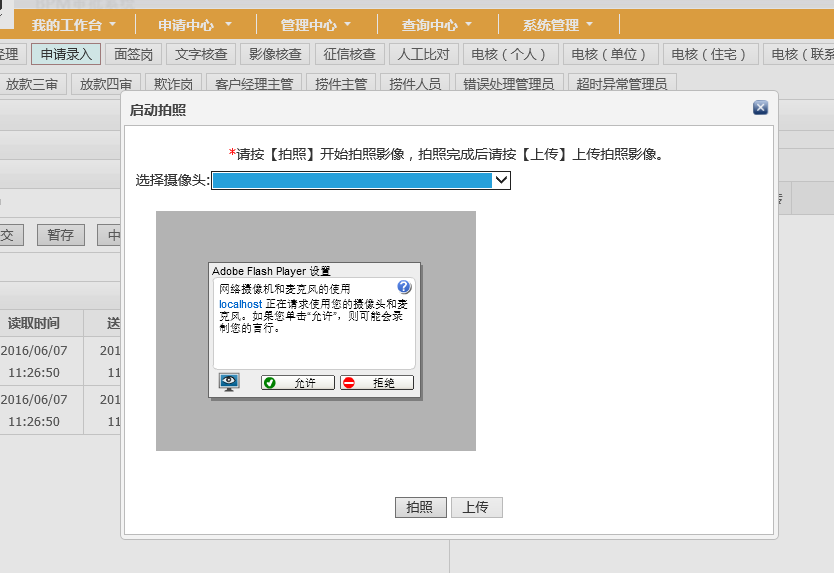 我的工作台 申请中心 管理中心 查询中心 系统管理
经理 申请录入 面签岗 文字核查 影像核查 征信核查 人工比对 电核（个人） 电核（单位） 电核（住宅） 电核（联系
放款三审 放款四审 欺诈岗 客户经理主管 捞件主管 捞件人员 错误处理管理员 超时异常管理员
启动拍照
*请按【拍照】开始拍照影像，拍照完成后请按【上传】上传拍照影像。
选择摄像头:
交 暂存 中
Adobe Flash Player 设置
网络摄像机和麦克风的使用
localhost 正在请求使用您的摄像头和麦
克风。如果您单击“允许”，则可能会录
制您的言行。
允许 拒绝
读取时间 送
2016/06/07 201
11:26:50 11
2016/06/07 201
11:26:50 11
拍照 上传